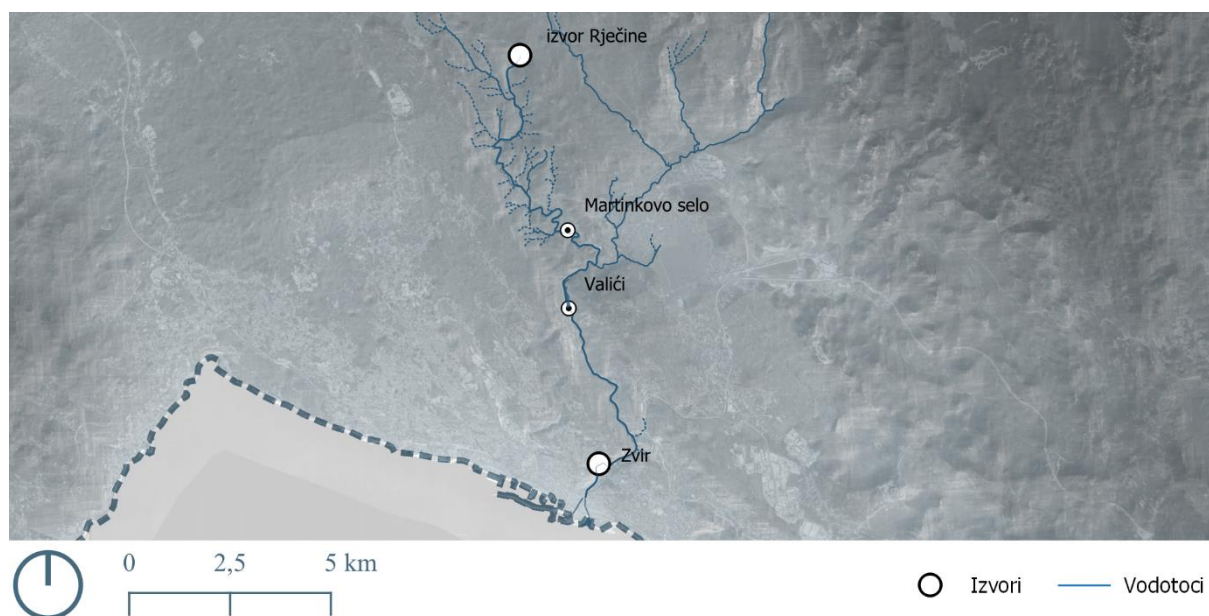 izvor Rječine
Martinkovo selo
Valići
Zvir
0 2,5 5 km
Izvori Vodotoci